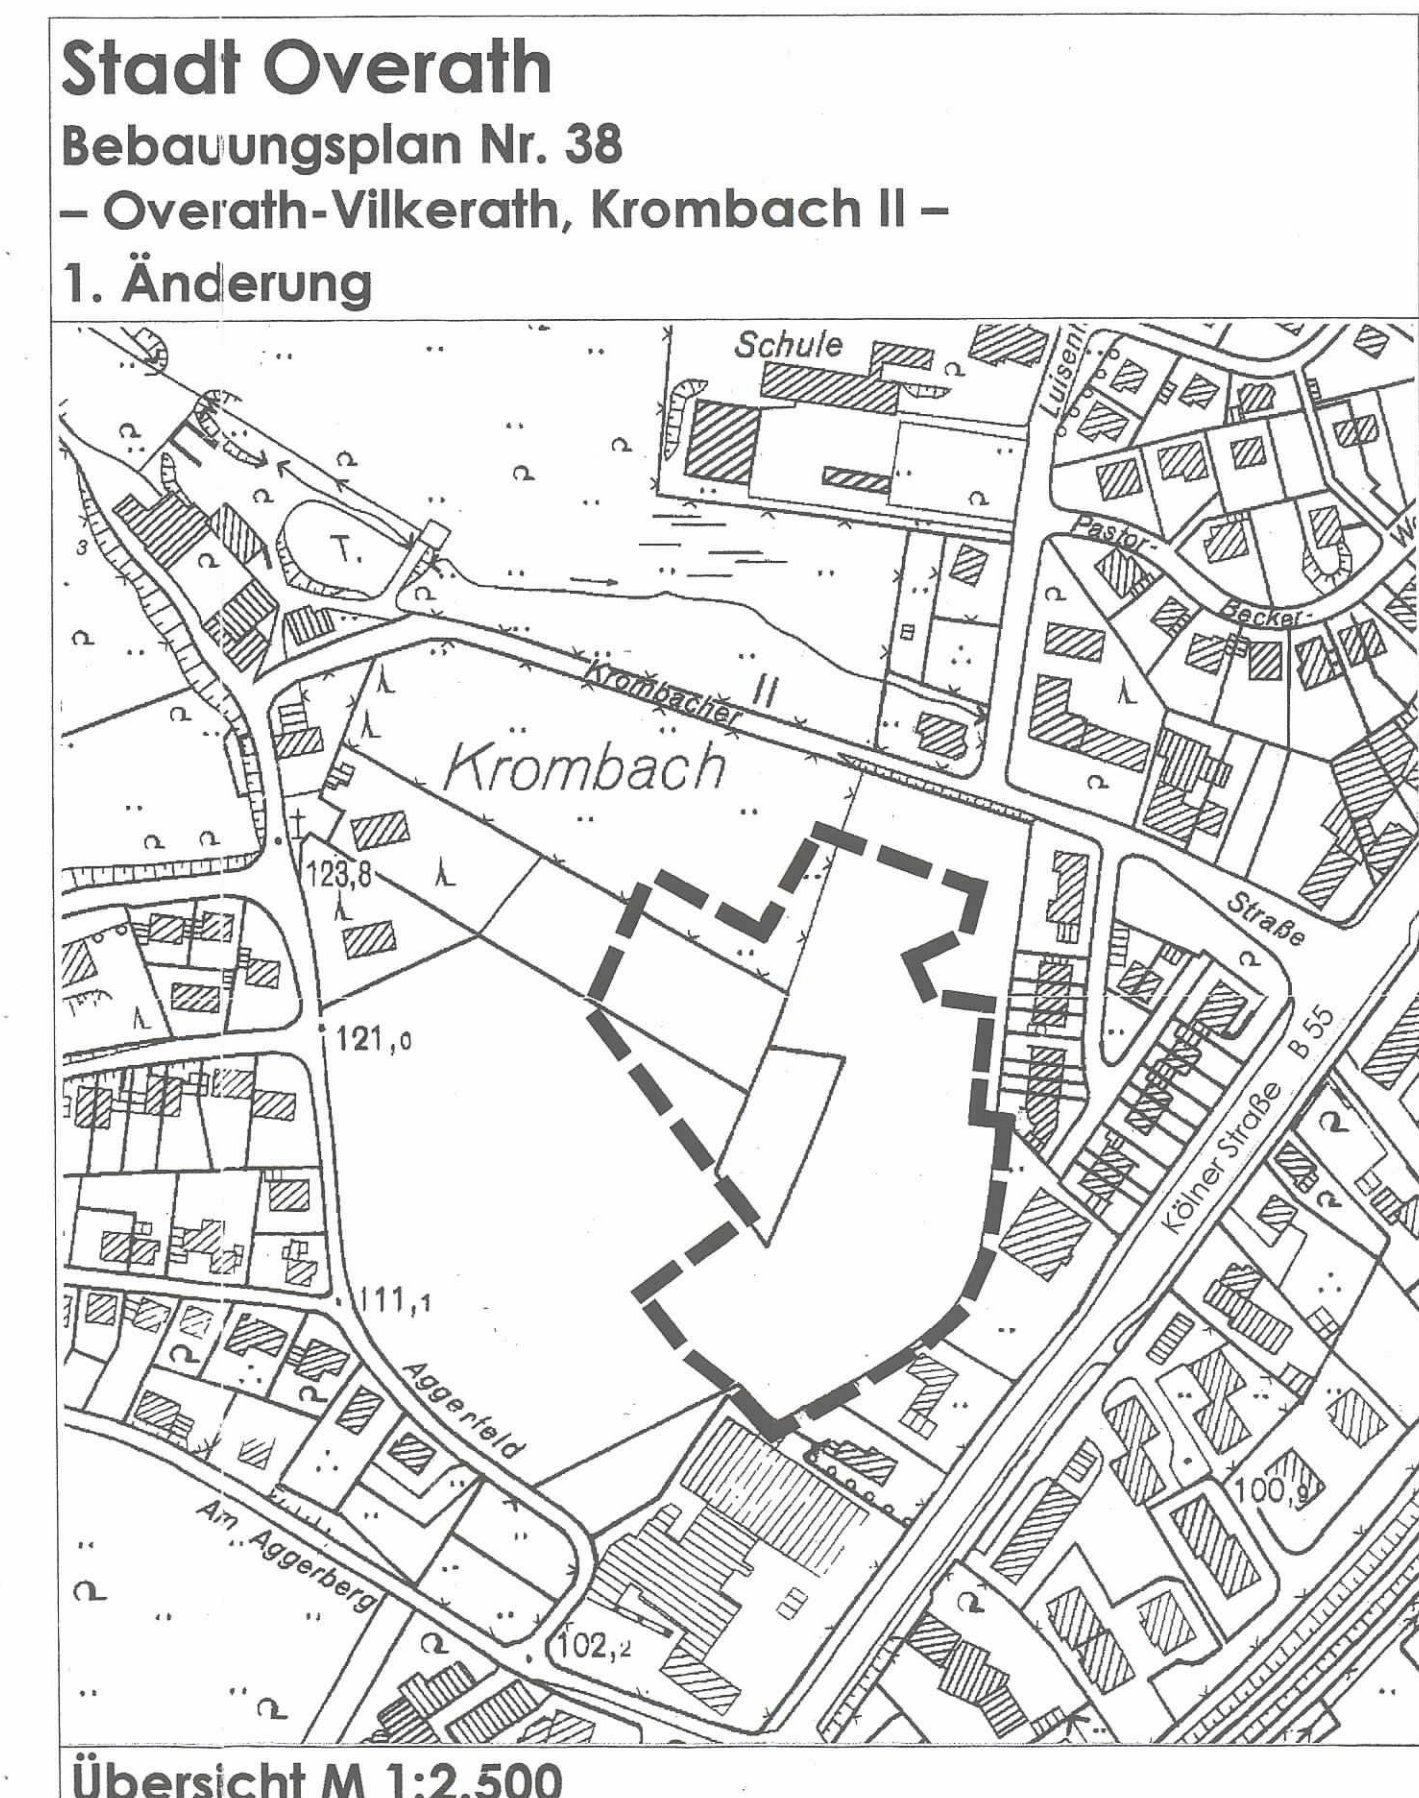 Stadt Overath
Bebauungsplan Nr. 38
– Overath-Vilkerath, Krombach II –
1. Änderung
Schule
Pastor-
Becker-
T.
3
Krombacher
II
Krombach
123,8
Straße
121,0
B 55
Kölner Straße
111,1
Aggerfeld
100,9
Am Aggerberg
102,2
Übersicht M 1:2.500